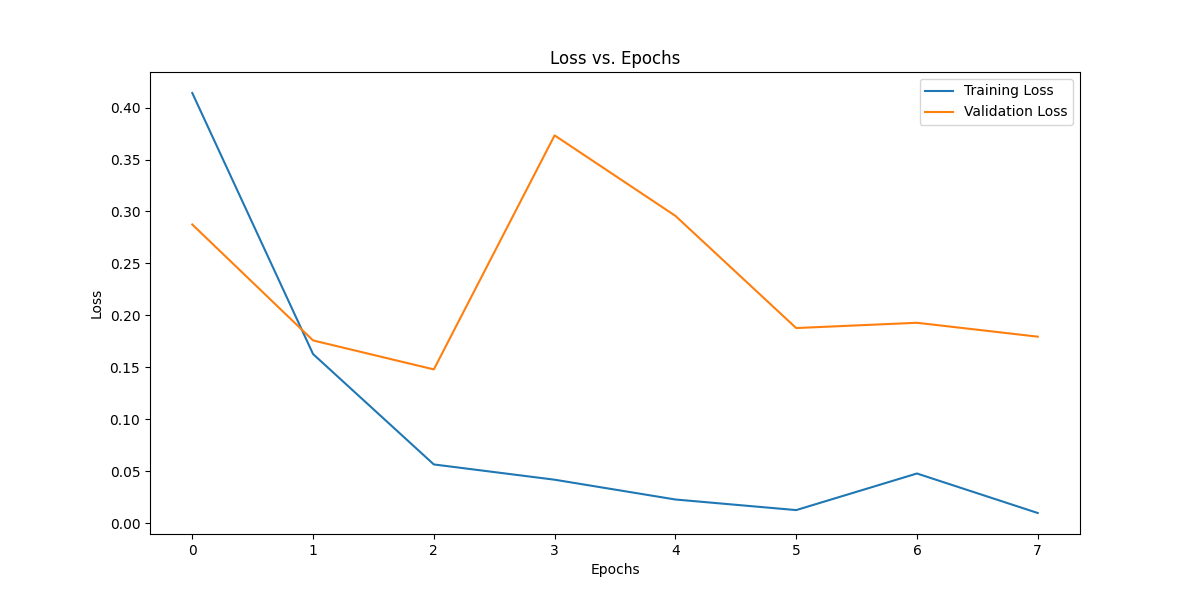 Loss vs. Epochs
Training Loss
Validation Loss
0.40
0.35
0.30
0.25
0.20
0.15
0.10
0.05
0.00
Loss
0 1 2 3 4 5 6 7
Epochs